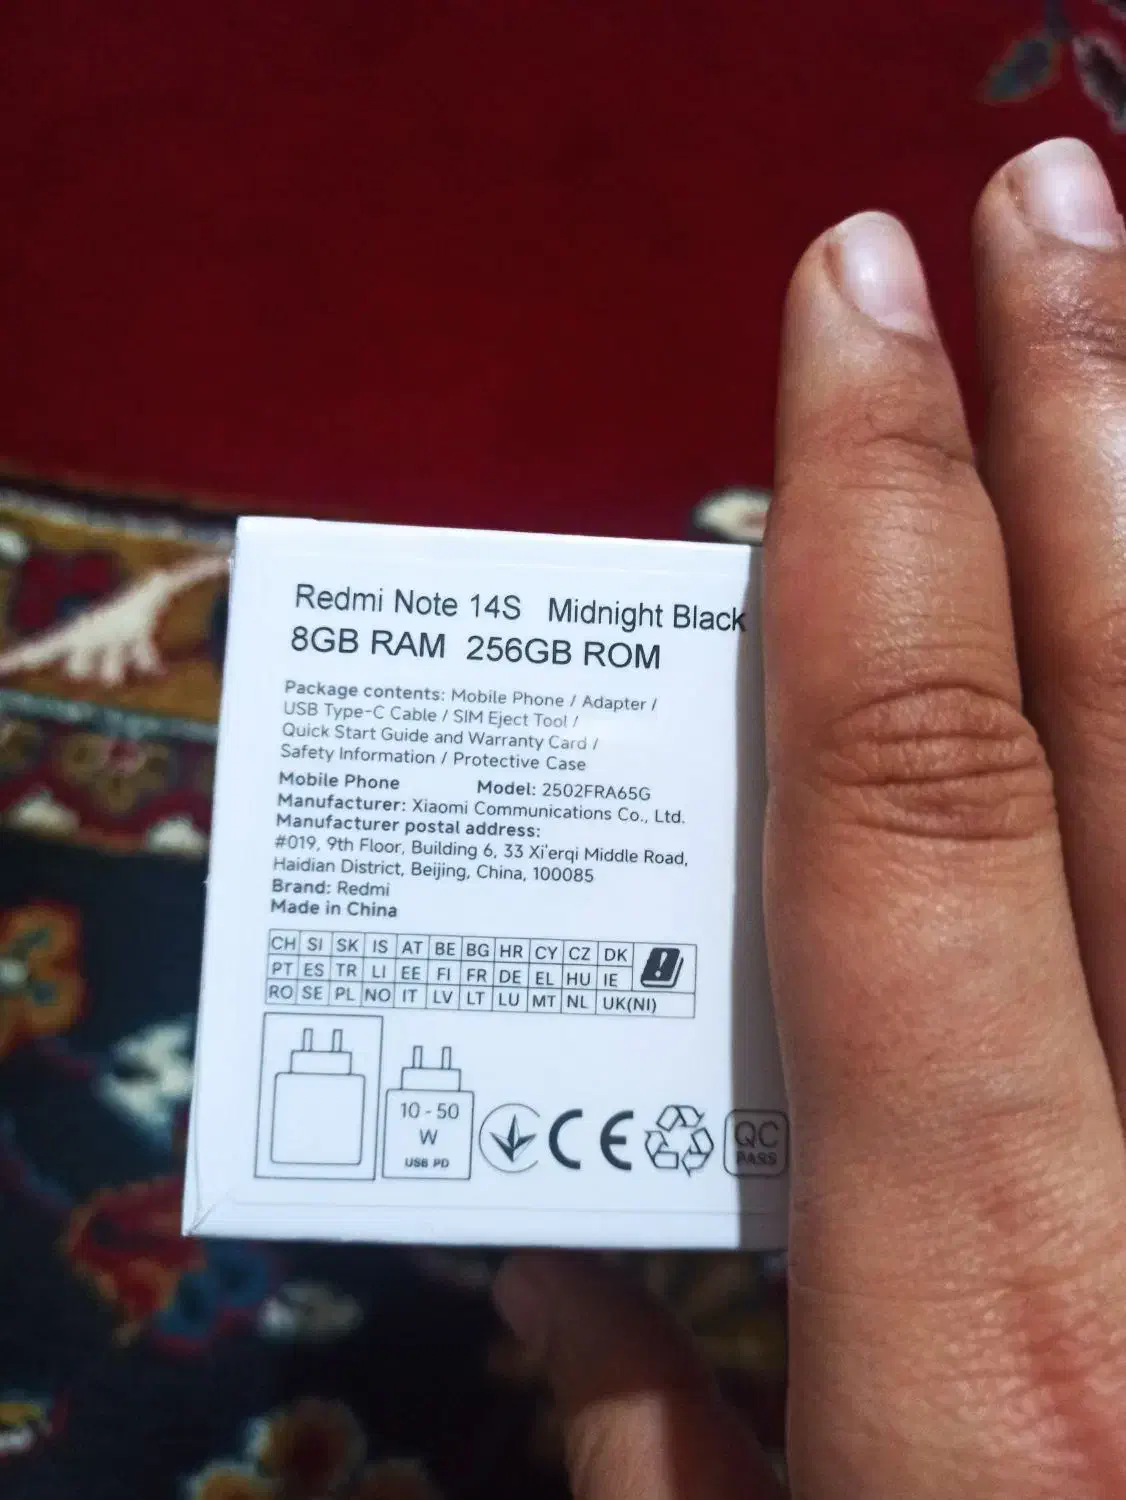 Redmi Note 14S Midnight Black
8GB RAM 256GB ROM
Package contents: Mobile Phone / Adapter /
USB Type-C Cable / SIM Eject Tool /
Quick Start Guide and Warranty Card /
Safety Information / Protective Case
Mobile Phone Model: 2502FRA65G
Manufacturer: Xiaomi Communications Co., Ltd.
Manufacturer postal address:
#019, 9th Floor, Building 6, 33 Xi'erqi Middle Road,
Haidian District, Beijing, China, 100085
Brand: Redmi
Made in China
CH SI SK IS AT BE BG HR CY CZ DK
PT ES TR LI EE FI FR DE EL HU IE
RO SE PL NO IT LV LT LU MT NL UK(NI)
10 - 50
W
USB PD
CE
QC
PASS